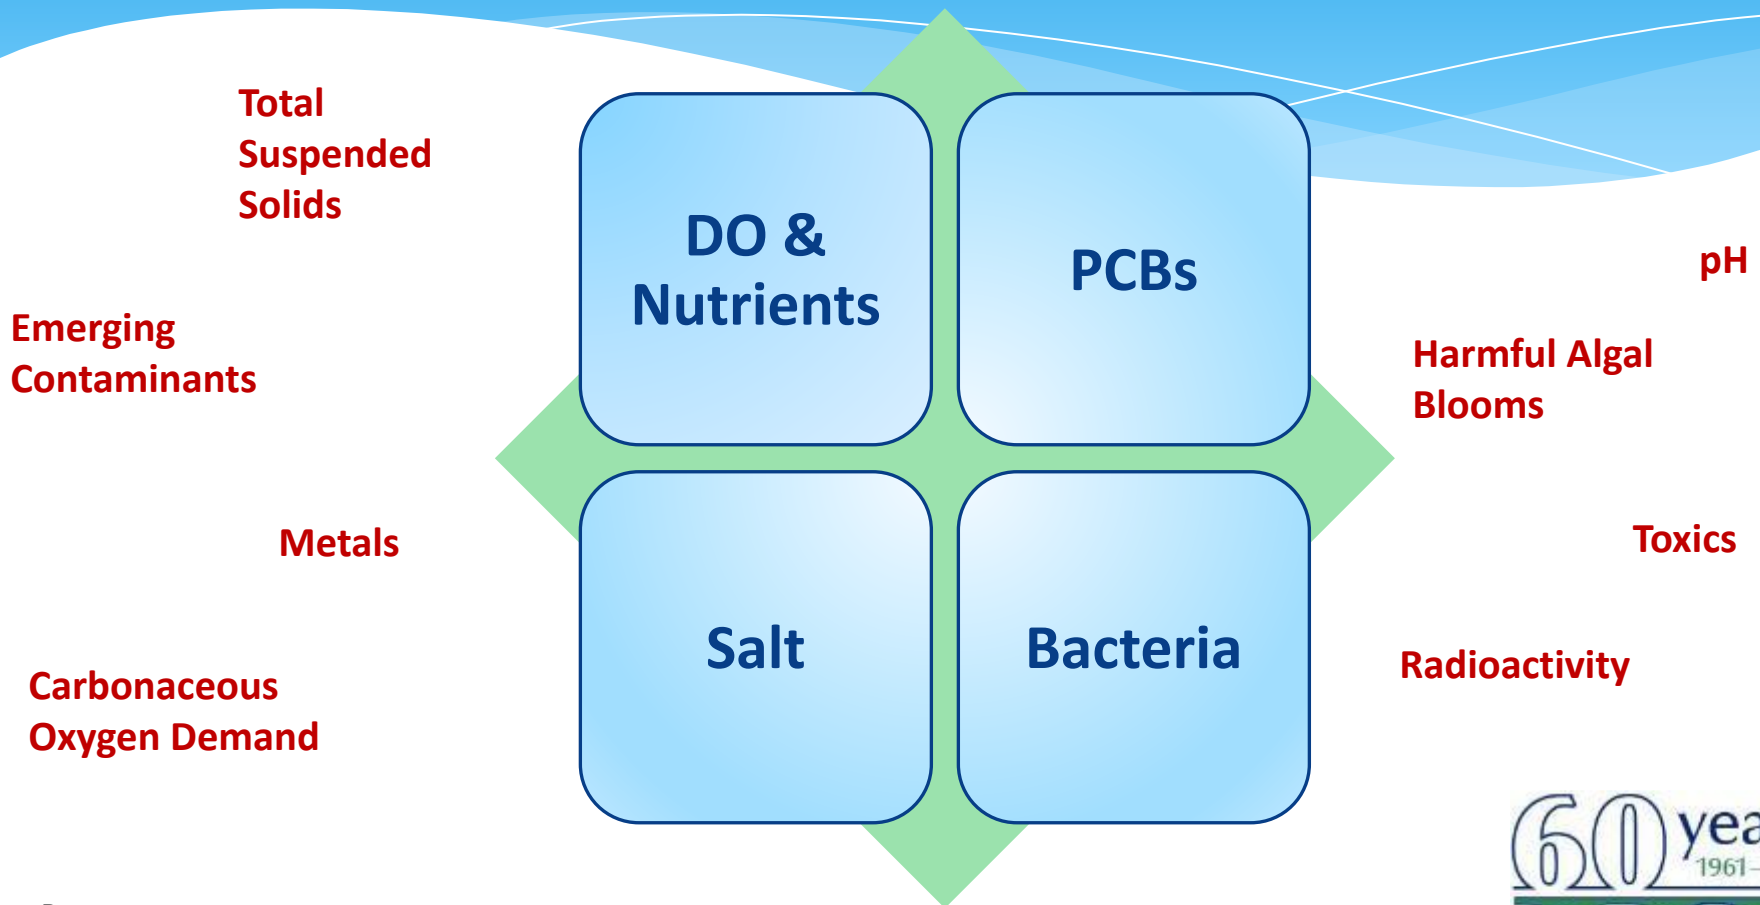 Total
Suspended
Solids
Emerging
Contaminants
Metals
Carbonaceous
Oxygen Demand
DO &
Nutrients
PCBs
Salt
Bacteria
pH
Harmful Algal
Blooms
Toxics
Radioactivity
60
1961–